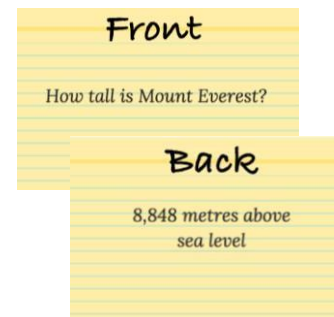 Front
How tall is Mount Everest?
Back
8,848 metres above
sea level